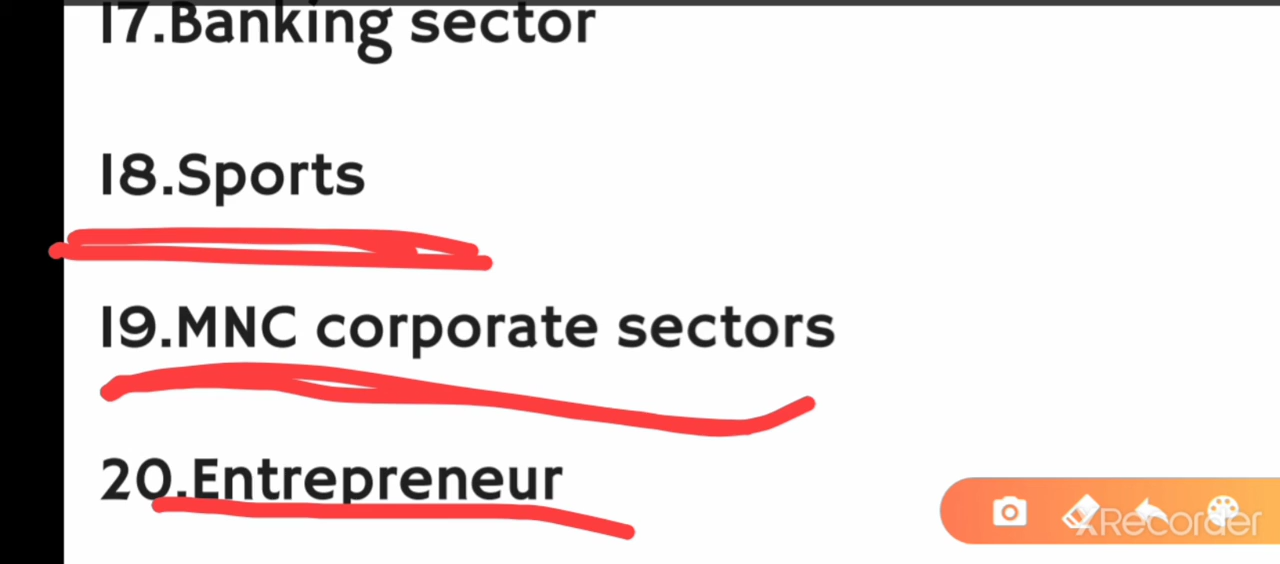 17.Banking sector
18.Sports
19.MNC corporate sectors
20.Entrepreneur
XRecorder